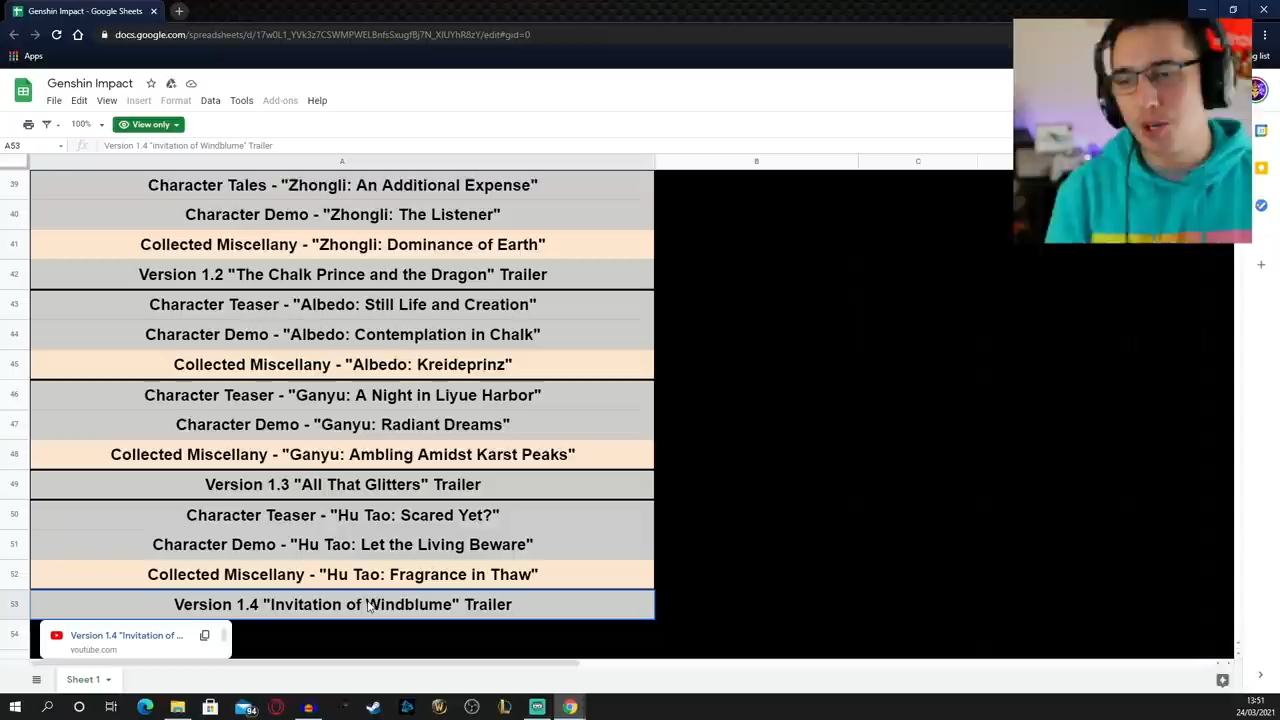 Genshin Impact - Google Sheets
docs.google.com/spreadsheets/d/17w0L1_YVk3z7CSWMPWELBnfsSxugfBj7N_XIUYhR8zY/edit#gid=0
Apps
Genshin Impact
File Edit View Insert Format Data Tools Add-ons Help
100% View only
A53 fx Version 1.4 "Invitation of Windblume" Trailer
A B C
39 Character Tales - "Zhongli: An Additional Expense"
40 Character Demo - "Zhongli: The Listener"
41 Collected Miscellany - "Zhongli: Dominance of Earth"
42 Version 1.2 "The Chalk Prince and the Dragon" Trailer
43 Character Teaser - "Albedo: Still Life and Creation"
44 Character Demo - "Albedo: Contemplation in Chalk"
45 Collected Miscellany - "Albedo: Kreideprinz"
46 Character Teaser - "Ganyu: A Night in Liyue Harbor"
47 Character Demo - "Ganyu: Radiant Dreams"
48 Collected Miscellany - "Ganyu: Ambling Amidst Karst Peaks"
49 Version 1.3 "All That Glitters" Trailer
50 Character Teaser - "Hu Tao: Scared Yet?"
51 Character Demo - "Hu Tao: Let the Living Beware"
52 Collected Miscellany - "Hu Tao: Fragrance in Thaw"
53 Version 1.4 "Invitation of Windblume" Trailer
54
Version 1.4 "Invitation of ...
youtube.com
Sheet 1
94
13:51
24/03/2021